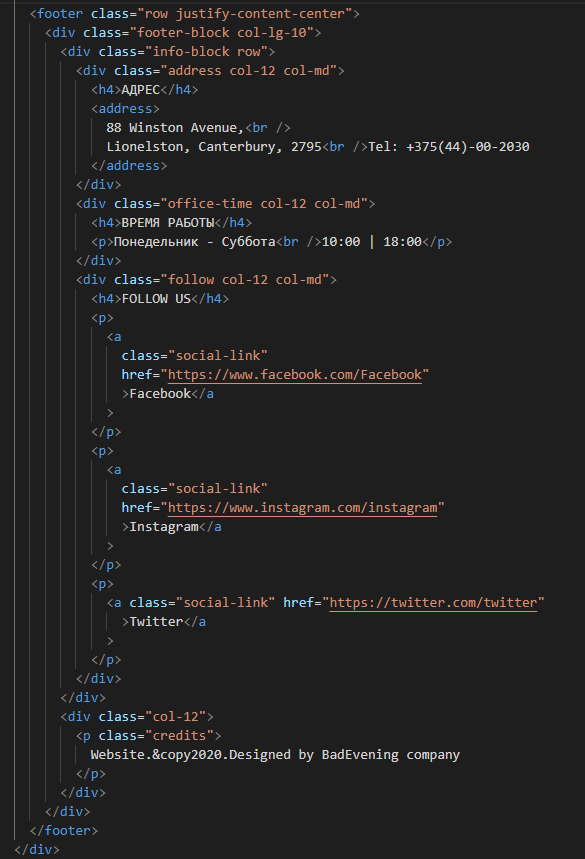 <footer class="row justify-content-center">
<div class="footer-block col-lg-10">
<div class="info-block row">
<div class="address col-12 col-md">
<h4>АДРЕС</h4>
<address>
88 Winston Avenue,<br />
Lionelston, Canterbury, 2795<br />Tel: +375(44)-00-2030
</address>
</div>
<div class="office-time col-12 col-md">
<h4>ВРЕМЯ РАБОТЫ</h4>
<p>Понедельник - Суббота<br />10:00 | 18:00</p>
</div>
<div class="follow col-12 col-md">
<h4>FOLLOW US</h4>
<p>
<a
class="social-link"
href="https://www.facebook.com/Facebook"
>Facebook</a
>
</p>
<p>
<a
class="social-link"
href="https://www.instagram.com/instagram"
>Instagram</a
>
</p>
<p>
<a class="social-link" href="https://twitter.com/twitter"
>Twitter</a
>
</p>
</div>
</div>
<div class="col-12">
<p class="credits">
Website.&copy2020.Designed by BadEvening company
</p>
</div>
</div>
</footer>
</div>